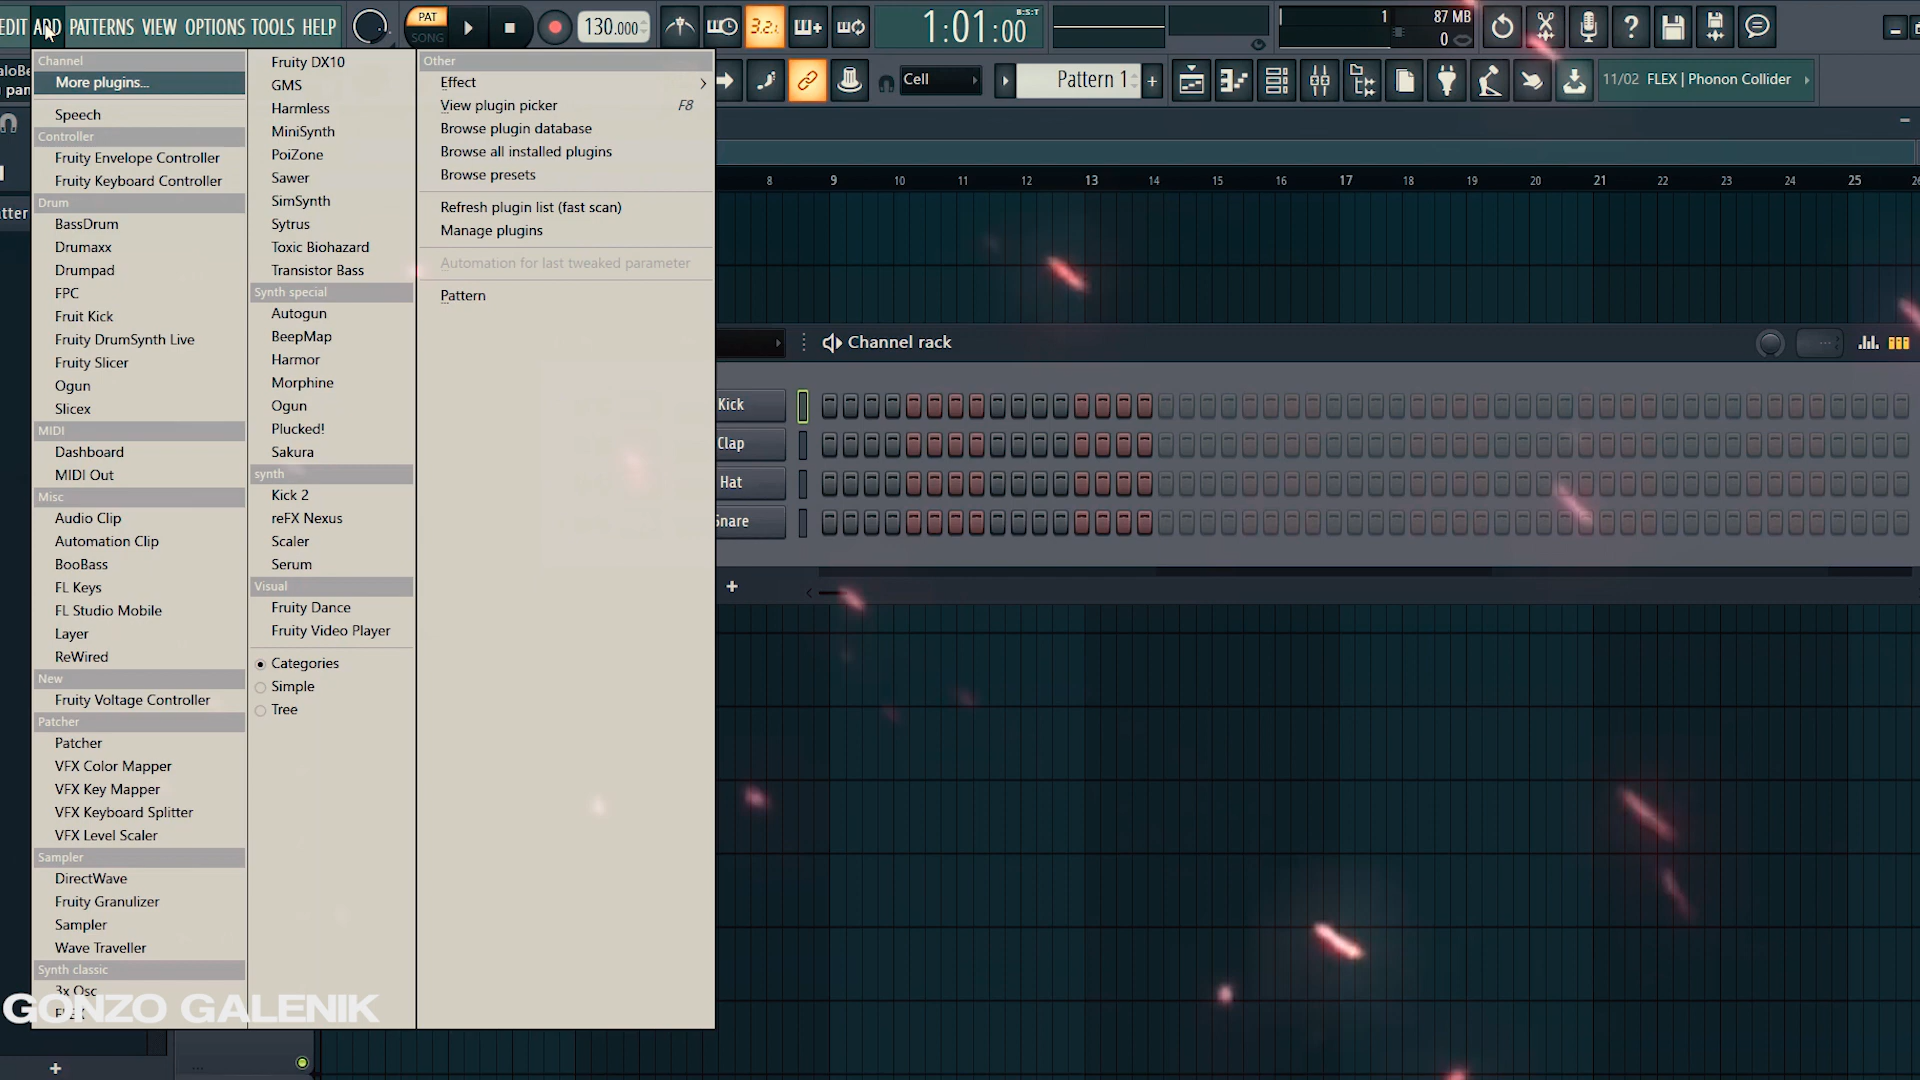 EDIT ADD PATTERNS VIEW OPTIONS TOOLS HELP
PAT
SONG
130.000
3.2.
1:01:00
B:S:T
1
87 MB
0
Cell
Pattern 1
11/02 FLEX | Phonon Collider
Channel
More plugins...
Speech
Controller
Fruity Envelope Controller
Fruity Keyboard Controller
Drum
BassDrum
Drumaxx
Drumpad
FPC
Fruit Kick
Fruity DrumSynth Live
Fruity Slicer
Ogun
Slicex
MIDI
Dashboard
MIDI Out
Misc
Audio Clip
Automation Clip
BooBass
FL Keys
FL Studio Mobile
Layer
ReWired
New
Fruity Voltage Controller
Patcher
Patcher
VFX Color Mapper
VFX Key Mapper
VFX Keyboard Splitter
VFX Level Scaler
Sampler
DirectWave
Fruity Granulizer
Sampler
Wave Traveller
Synth classic
3x Osc
FLEX
Fruity DX10
GMS
Harmless
MiniSynth
PoiZone
Sawer
SimSynth
Sytrus
Toxic Biohazard
Transistor Bass
Synth special
Autogun
BeepMap
Harmor
Morphine
Ogun
Plucked!
Sakura
synth
Kick 2
reFX Nexus
Scaler
Serum
Visual
Fruity Dance
Fruity Video Player
Categories
Simple
Tree
Other
Effect
View plugin picker F8
Browse plugin database
Browse all installed plugins
Browse presets
Refresh plugin list (fast scan)
Manage plugins
Automation for last tweaked parameter
Pattern
8 9 10 11 12 13 14 15 16 17 18 19 20 21 22 23 24 25
Channel rack
Kick
Clap
Hat
Snare
GONZO GALENIK